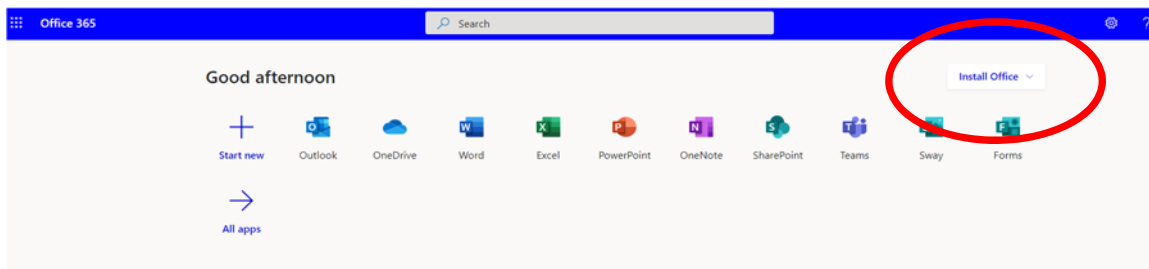 Office 365 Search ?
Good afternoon Install Office
Start new Outlook OneDrive Word Excel PowerPoint OneNote SharePoint Teams Sway Forms
All apps